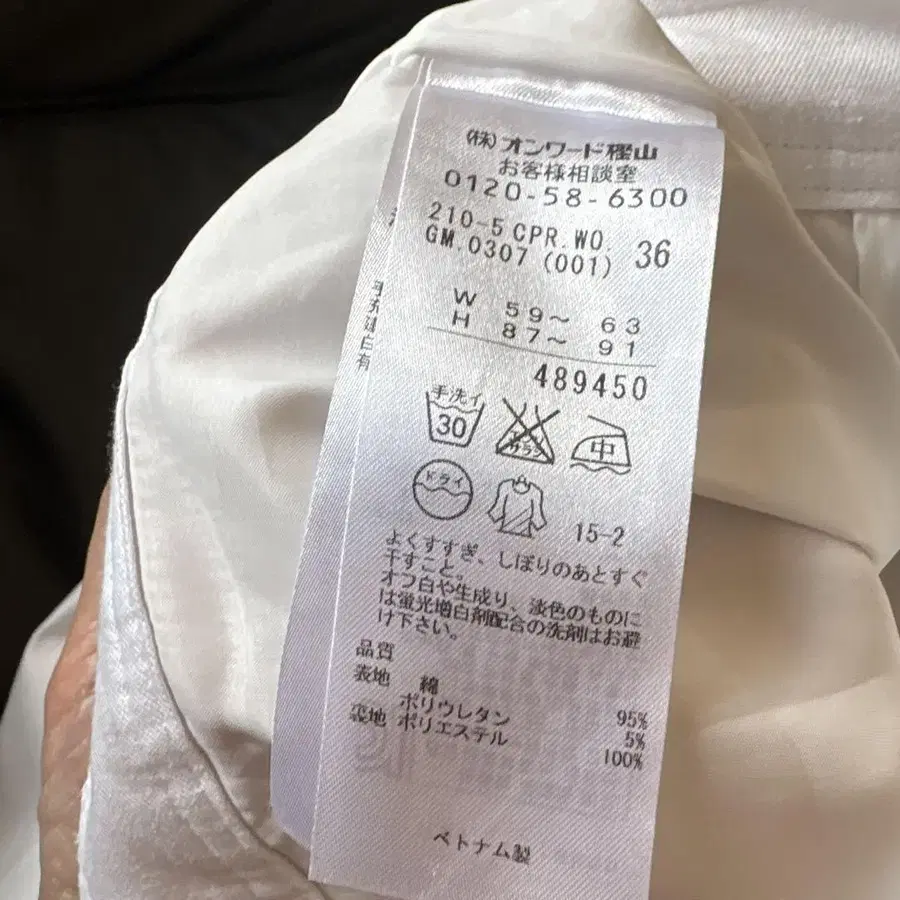 (株)オンワード樫山
お客様相談室
0120-58-6300
210-5 CPR.WO.
GM.0307 (001) 36
W 59～ 63
H 87～ 91
489450
手洗イ
30
エンソ
サラシ
中
ドライ
15-2
よくすすぎ、しぼりのあとすぐ
干すこと。
オフ白や生成り、淡色のものに
は蛍光増白剤配合の洗剤はお避
け下さい。
品質
表地 綿 95%
ポリウレタン 5%
裏地 ポリエステル 100%
ベトナム製